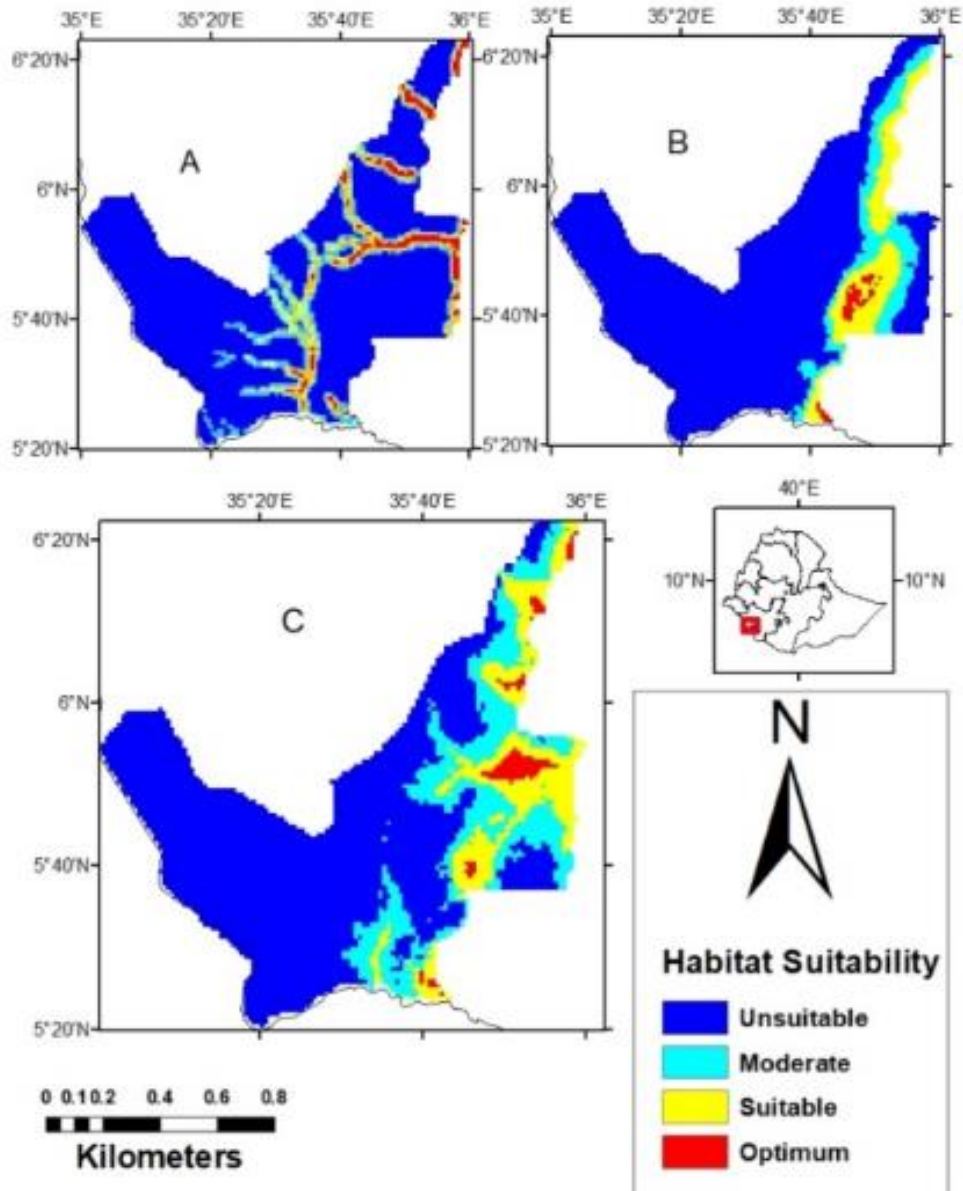 35°E 35°20'E 35°40'E 36°E 35°20'E 35°40'E 36°E
6°20'N
6°N
5°40'N
5°20'N
A
6°20'N
6°N
5°40'N
5°20'N
B
35°20'E 35°40'E 36°E
6°20'N
6°N
5°40'N
5°20'N
C
40°E
10°N 10°N
N
Habitat Suitability
Unsuitable
Moderate
Suitable
Optimum
0 0.1 0.2 0.4 0.6 0.8
Kilometers